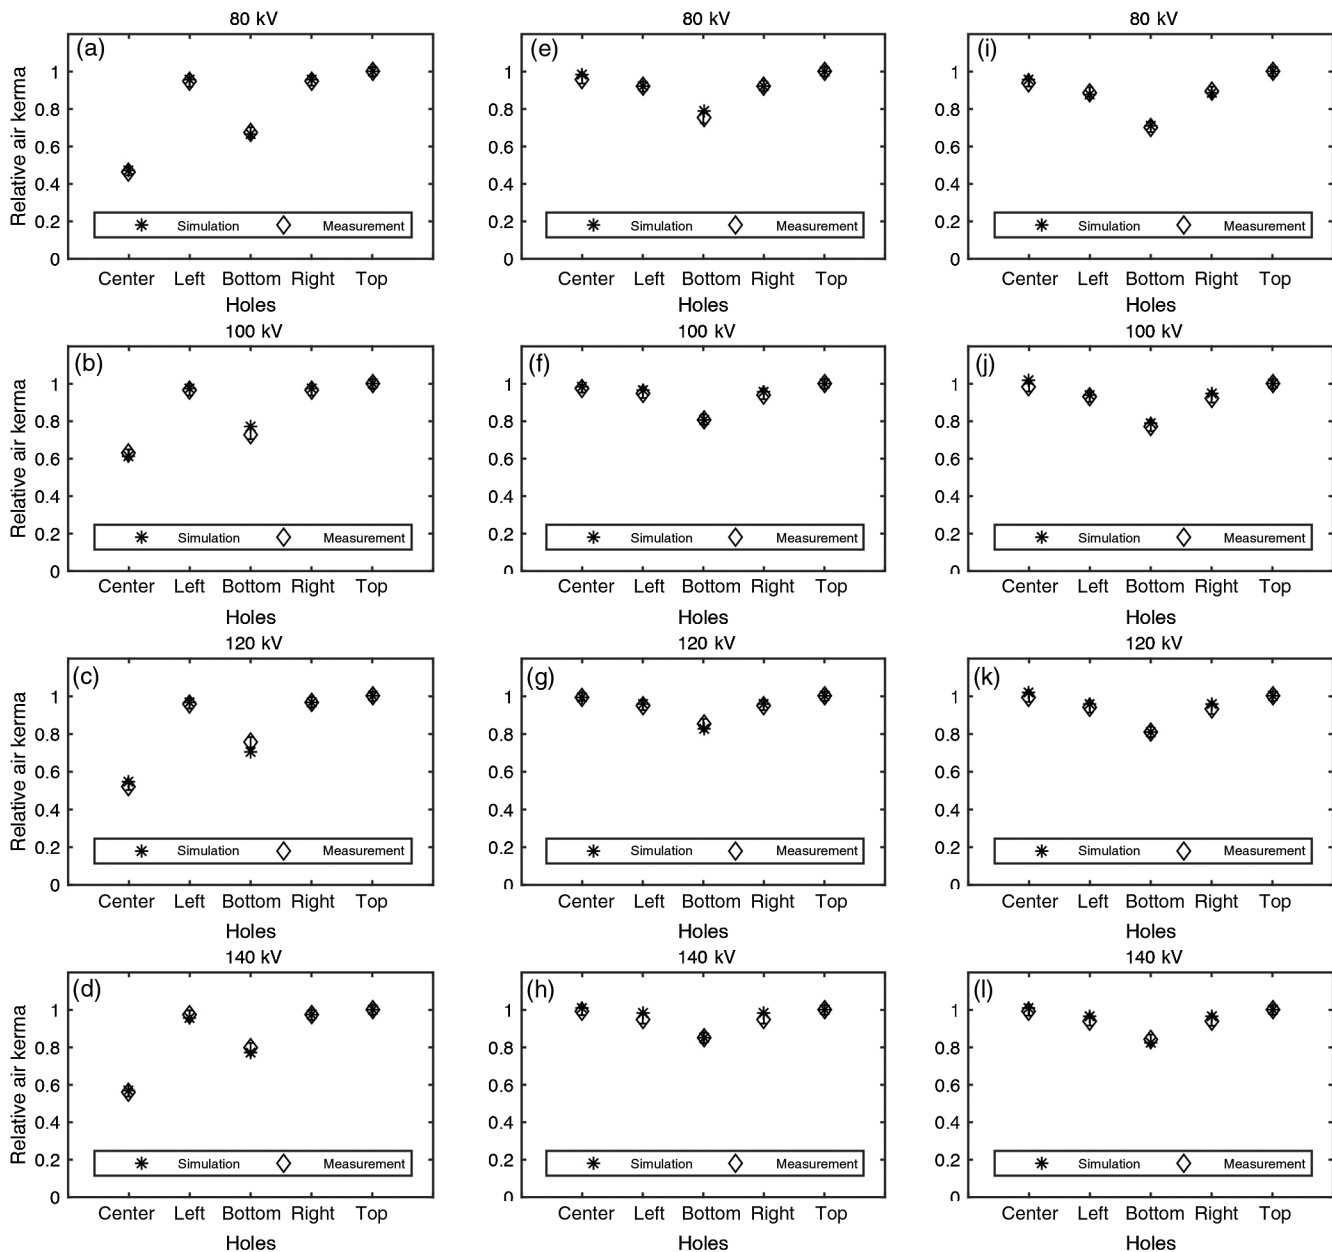 80 kV
(a)
Relative air kerma
1
0.8
0.6
0.4
0.2
0
Simulation Measurement
Center Left Bottom Right Top
Holes
80 kV
(e)
1
0.8
0.6
0.4
0.2
0
Simulation Measurement
Center Left Bottom Right Top
Holes
80 kV
(i)
1
0.8
0.6
0.4
0.2
0
Simulation Measurement
Center Left Bottom Right Top
Holes
100 kV
(b)
Relative air kerma
1
0.8
0.6
0.4
0.2
0
Simulation Measurement
Center Left Bottom Right Top
Holes
100 kV
(f)
1
0.8
0.6
0.4
0.2
0
Simulation Measurement
Center Left Bottom Right Top
Holes
100 kV
(j)
1
0.8
0.6
0.4
0.2
0
Simulation Measurement
Center Left Bottom Right Top
Holes
120 kV
(c)
Relative air kerma
1
0.8
0.6
0.4
0.2
0
Simulation Measurement
Center Left Bottom Right Top
Holes
120 kV
(g)
1
0.8
0.6
0.4
0.2
0
Simulation Measurement
Center Left Bottom Right Top
Holes
120 kV
(k)
1
0.8
0.6
0.4
0.2
0
Simulation Measurement
Center Left Bottom Right Top
Holes
140 kV
(d)
Relative air kerma
1
0.8
0.6
0.4
0.2
0
Simulation Measurement
Center Left Bottom Right Top
Holes
140 kV
(h)
1
0.8
0.6
0.4
0.2
0
Simulation Measurement
Center Left Bottom Right Top
Holes
140 kV
(l)
1
0.8
0.6
0.4
0.2
0
Simulation Measurement
Center Left Bottom Right Top
Holes